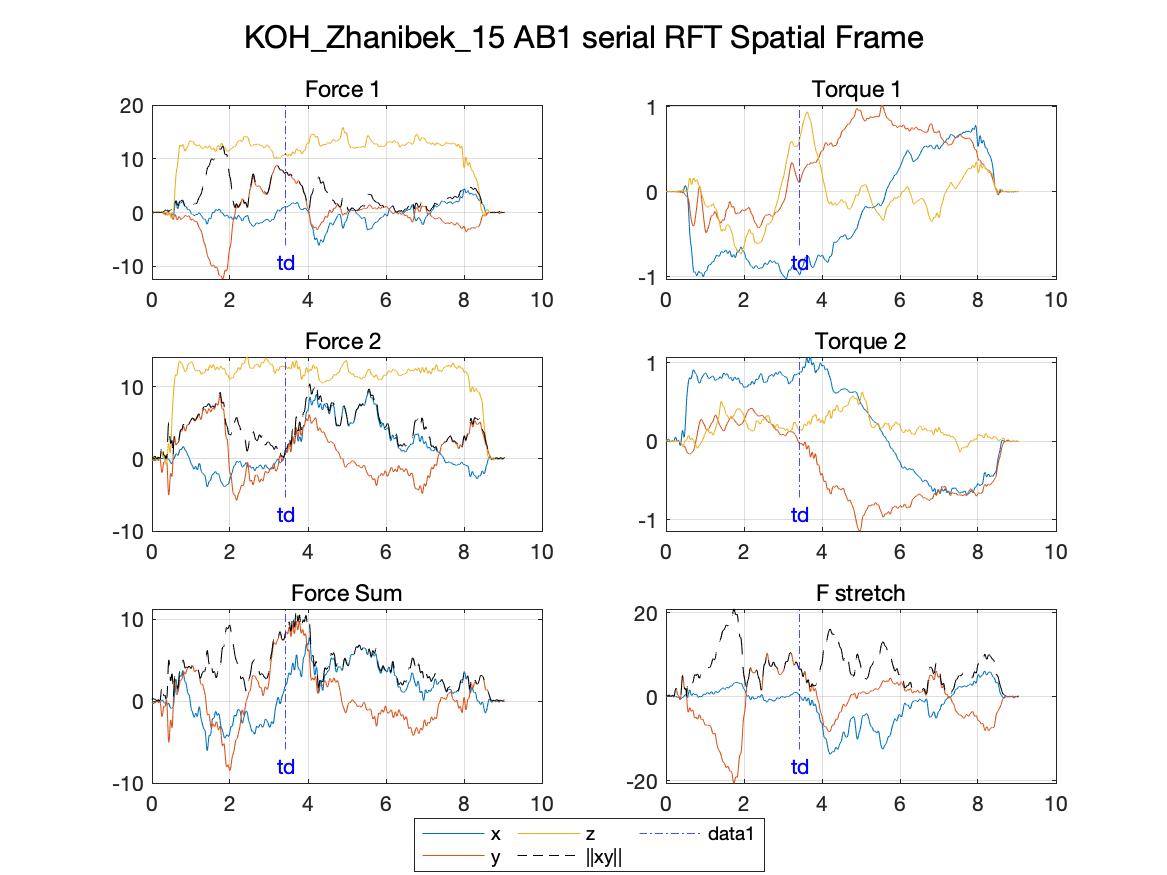 KOH_Zhanibek_15 AB1 serial RFT Spatial Frame
Force 1
20
10
0
-10
td
0 2 4 6 8 10
Torque 1
1
0
-1
td
0 2 4 6 8 10
Force 2
10
0
-10
td
0 2 4 6 8 10
Torque 2
1
0
-1
td
0 2 4 6 8 10
Force Sum
10
0
-10
td
0 2 4 6 8 10
F stretch
20
0
-20
td
0 2 4 6 8 10
x z data1
y ||xy||